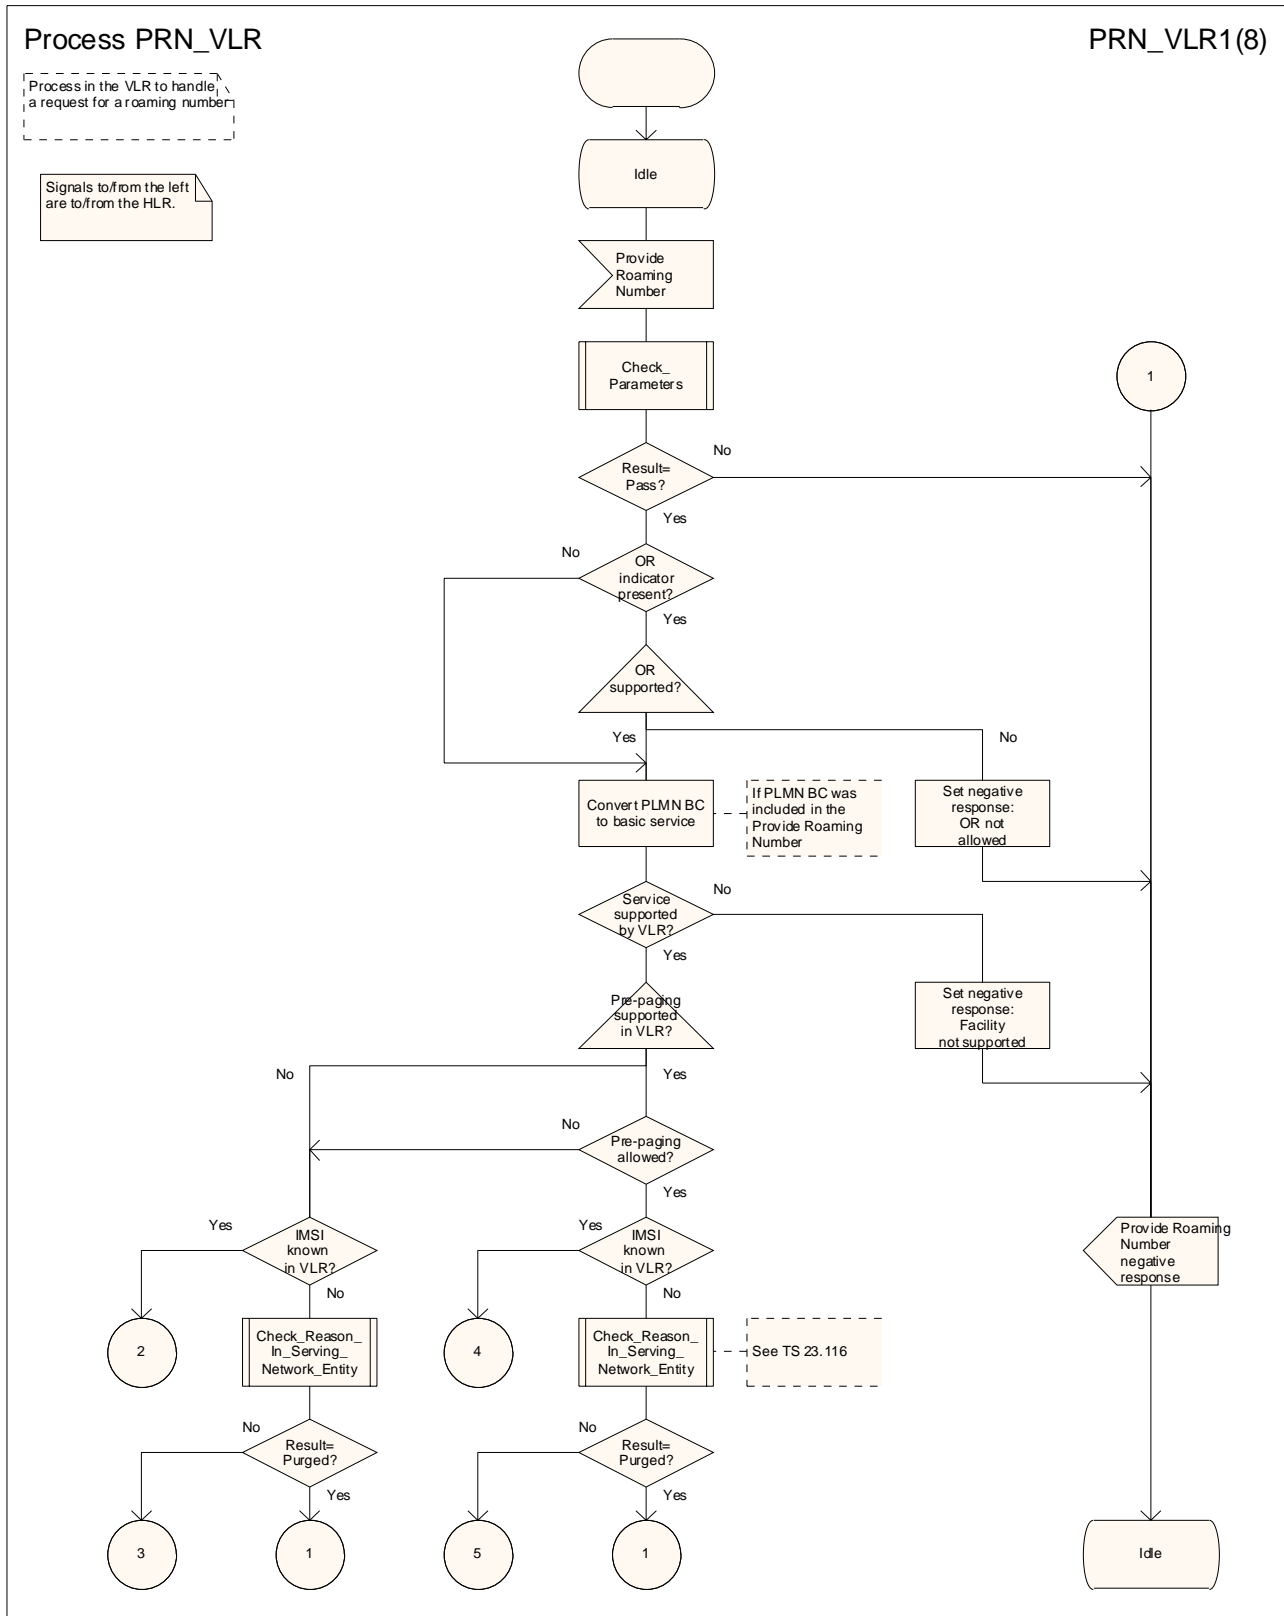 Process PRN_VLR
PRN_VLR1(8)
Process in the VLR to handle
a request for a roaming number
Signals to/from the left
are to/from the HLR.
Idle
Provide
Roaming
Number
Check_
Parameters
1
Result=
Pass?
No
Yes
No
OR
indicator
present?
Yes
OR
supported?
Yes
No
Convert PLMN BC
to basic service
If PLMN BC was
included in the
Provide Roaming
Number
Set negative
response:
OR not
allowed
Service
supported
by VLR?
No
Yes
Pre-paging
supported
in VLR?
Set negative
response:
Facility
not supported
No
Yes
No
Pre-paging
allowed?
Yes
Yes
IMSI
known
in VLR?
No
Yes
IMSI
known
in VLR?
No
Provide Roaming
Number
negative
response
2
Check_Reason_
In_Serving_
Network_Entity
4
Check_Reason_
In_Serving_
Network_Entity
See TS 23.116
No
Result=
Purged?
Yes
No
Result=
Purged?
Yes
3
1
5
1
Idle